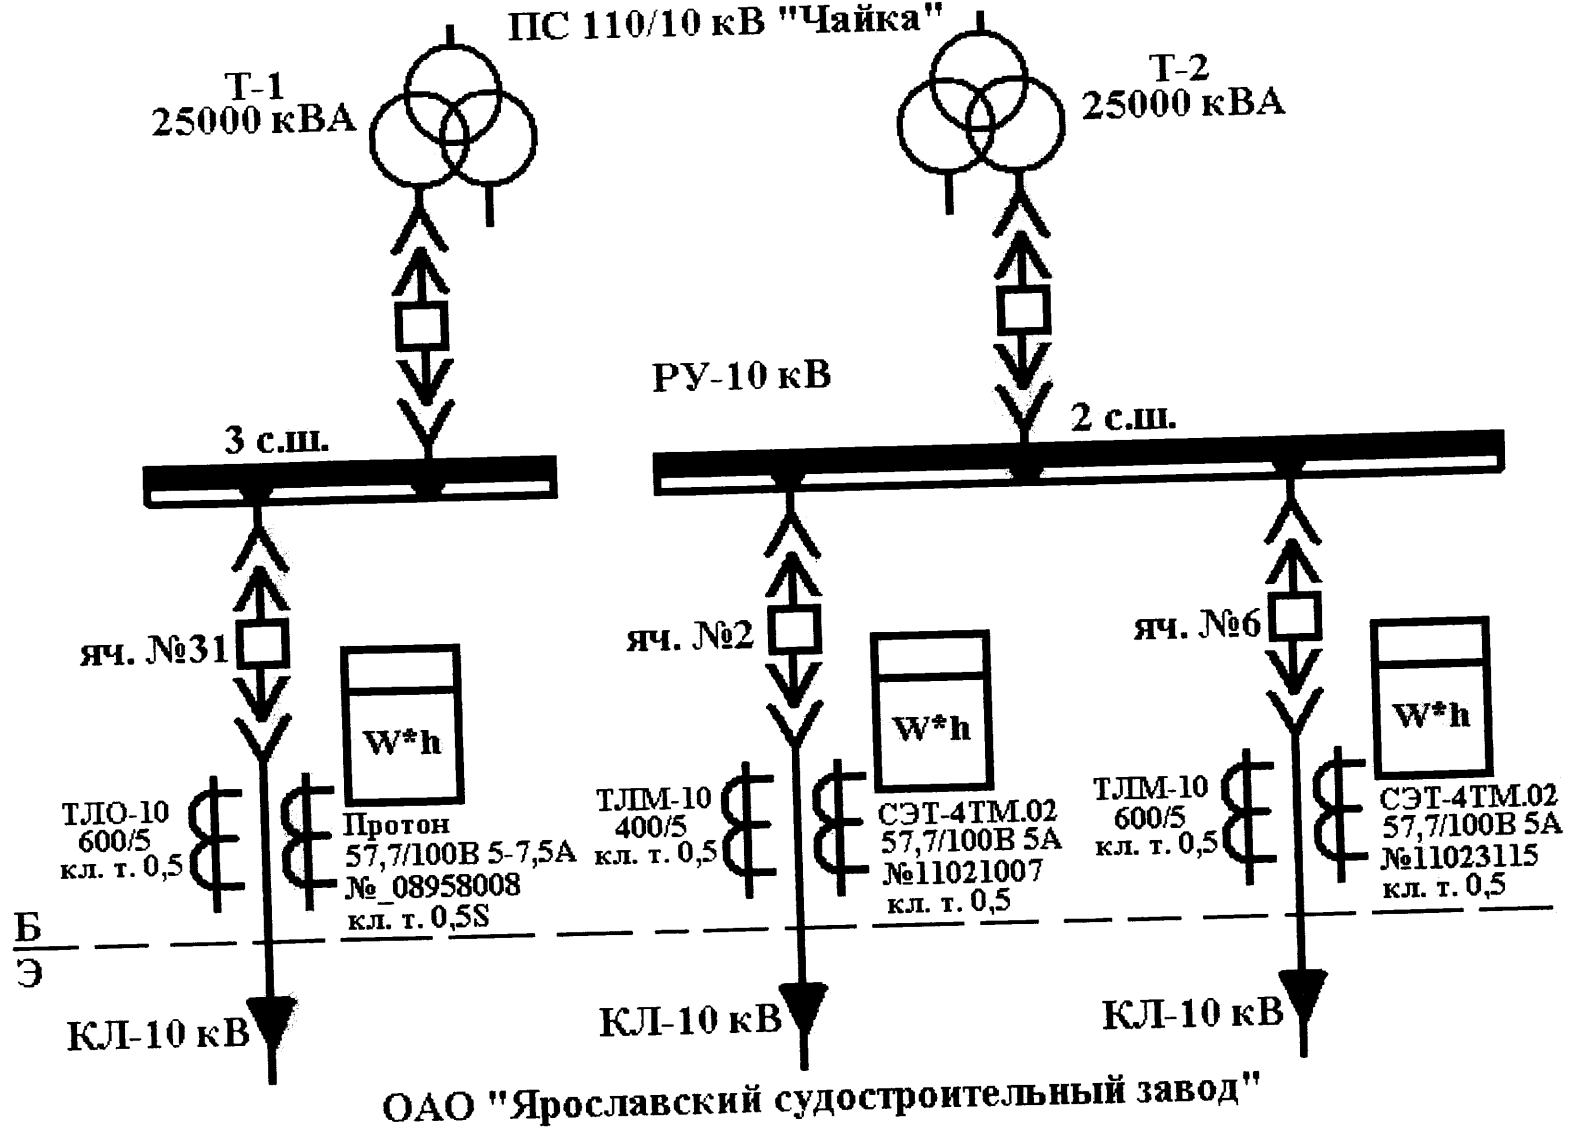 ПС 110/10 кВ "Чайка"
Т-1
25000 кВА
Т-2
25000 кВА
РУ-10 кВ
3 с.ш.
2 с.ш.
яч. №31
яч. №2
яч. №6
W*h
W*h
W*h
ТЛО-10
600/5
кл. т. 0,5
Протон
57,7/100В 5-7,5А
№_08958008
кл. т. 0,5S
ТЛМ-10
400/5
кл. т. 0,5
СЭТ-4ТМ.02
57,7/100В 5А
№11021007
кл. т. 0,5
ТЛМ-10
600/5
кл. т. 0,5
СЭТ-4ТМ.02
57,7/100В 5А
№11023115
кл. т. 0,5
Б
Э
КЛ-10 кВ
КЛ-10 кВ
КЛ-10 кВ
ОАО "Ярославский судостроительный завод"